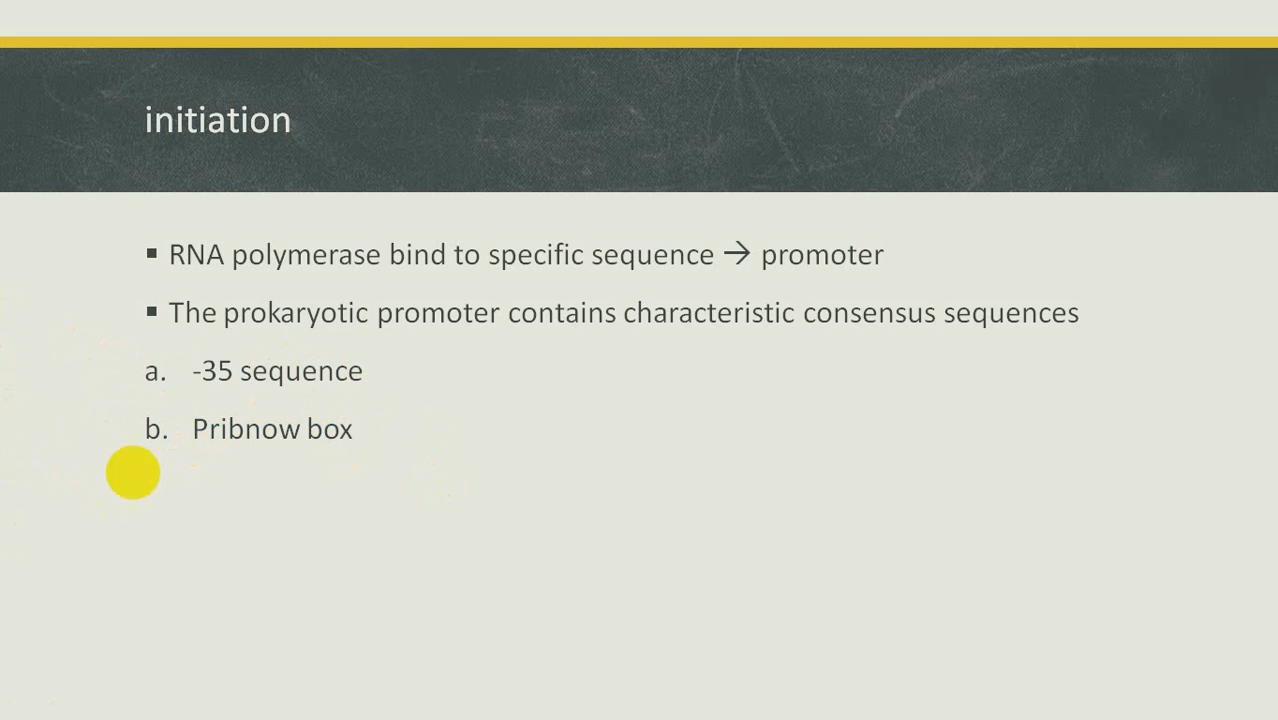 initiation
▪ RNA polymerase bind to specific sequence → promoter
▪ The prokaryotic promoter contains characteristic consensus sequences
a. -35 sequence
b. Pribnow box